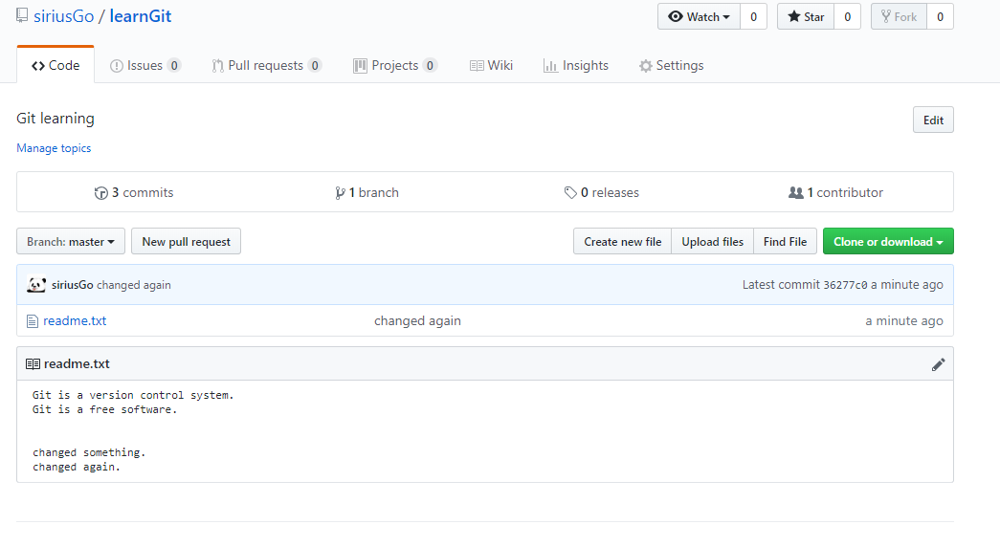 siriusGo / learnGit
Watch 0 Star 0 Fork 0
Code Issues 0 Pull requests 0 Projects 0 Wiki Insights Settings
Git learning
Edit
Manage topics
3 commits 1 branch 0 releases 1 contributor
Branch: master New pull request Create new file Upload files Find File Clone or download
siriusGo changed again Latest commit 36277c0 a minute ago
readme.txt changed again a minute ago
readme.txt
Git is a version control system.
Git is a free software.
changed something.
changed again.